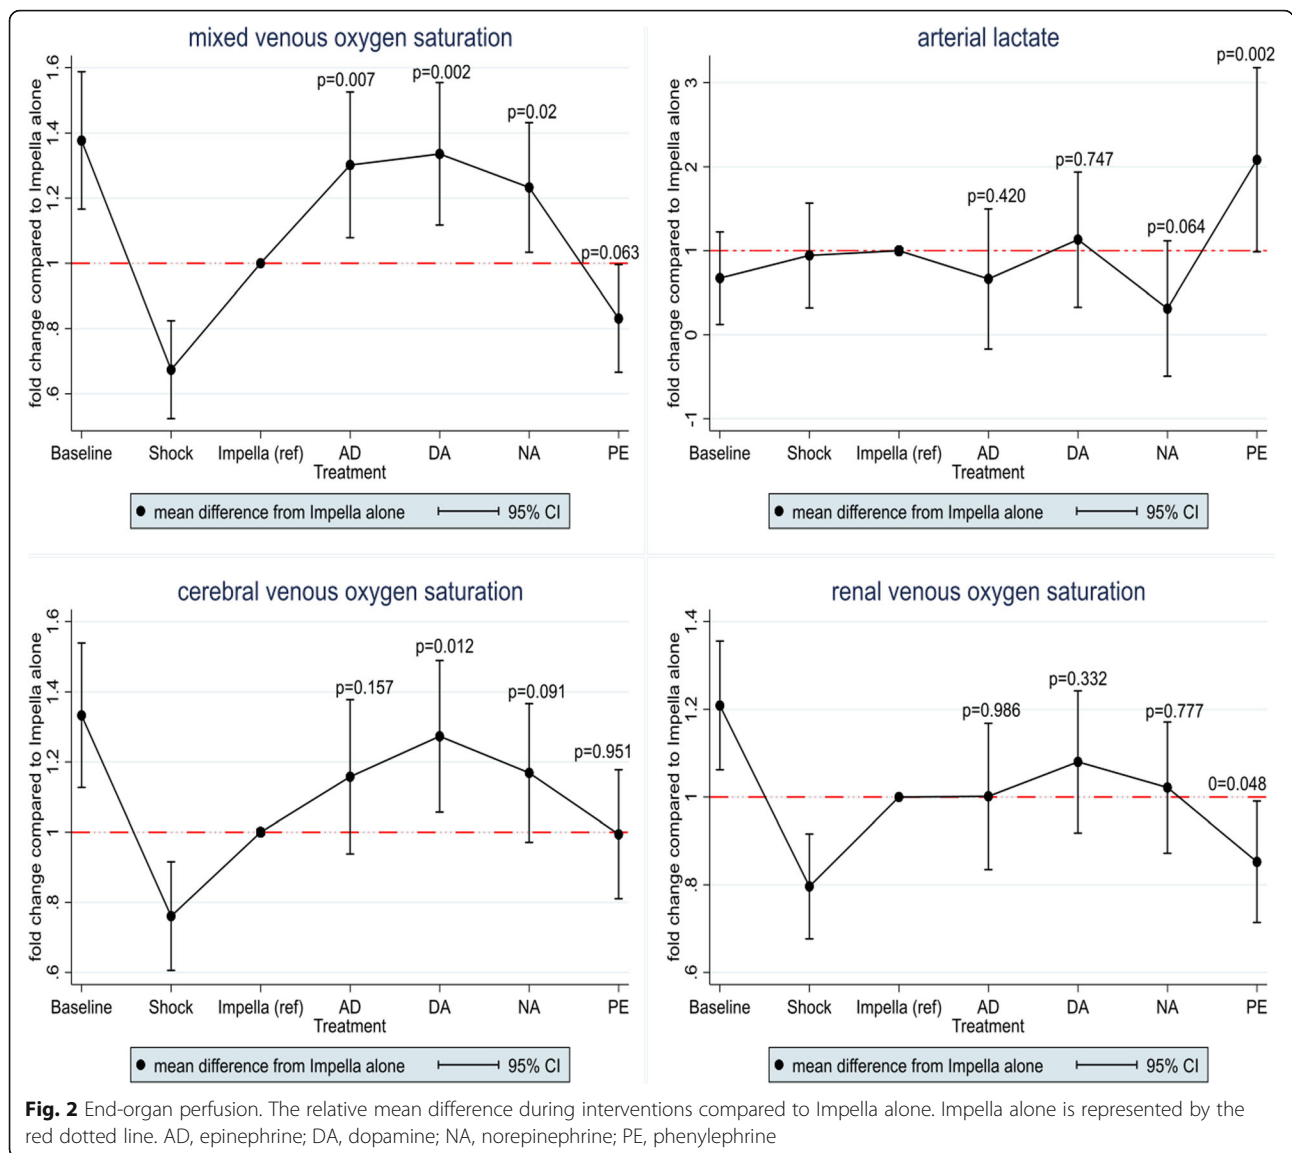 mixed venous oxygen saturation
fold change compared to Impella alone
1.6
1.4
1.2
1
.8
.6
p=0.007
p=0.002
p=0.02
p=0.063
Baseline Shock Impella (ref) AD DA NA PE
Treatment
mean difference from Impella alone 95% CI
arterial lactate
fold change compared to Impella alone
3
2
1
0
-1
p=0.420
p=0.747
p=0.064
p=0.002
Baseline Shock Impella (ref) AD DA NA PE
Treatment
mean difference from Impella alone 95% CI
cerebral venous oxygen saturation
fold change compared to Impella alone
1.6
1.4
1.2
1
.8
.6
p=0.157
p=0.012
p=0.091
p=0.951
Baseline Shock Impella (ref) AD DA NA PE
Treatment
mean difference from Impella alone 95% CI
renal venous oxygen saturation
fold change compared to Impella alone
1.4
1.2
1
.8
.6
p=0.986
p=0.332
p=0.777
0=0.048
Baseline Shock Impella (ref) AD DA NA PE
Treatment
mean difference from Impella alone 95% CI
Fig. 2 End-organ perfusion. The relative mean difference during interventions compared to Impella alone. Impella alone is represented by the
red dotted line. AD, epinephrine; DA, dopamine; NA, norepinephrine; PE, phenylephrine